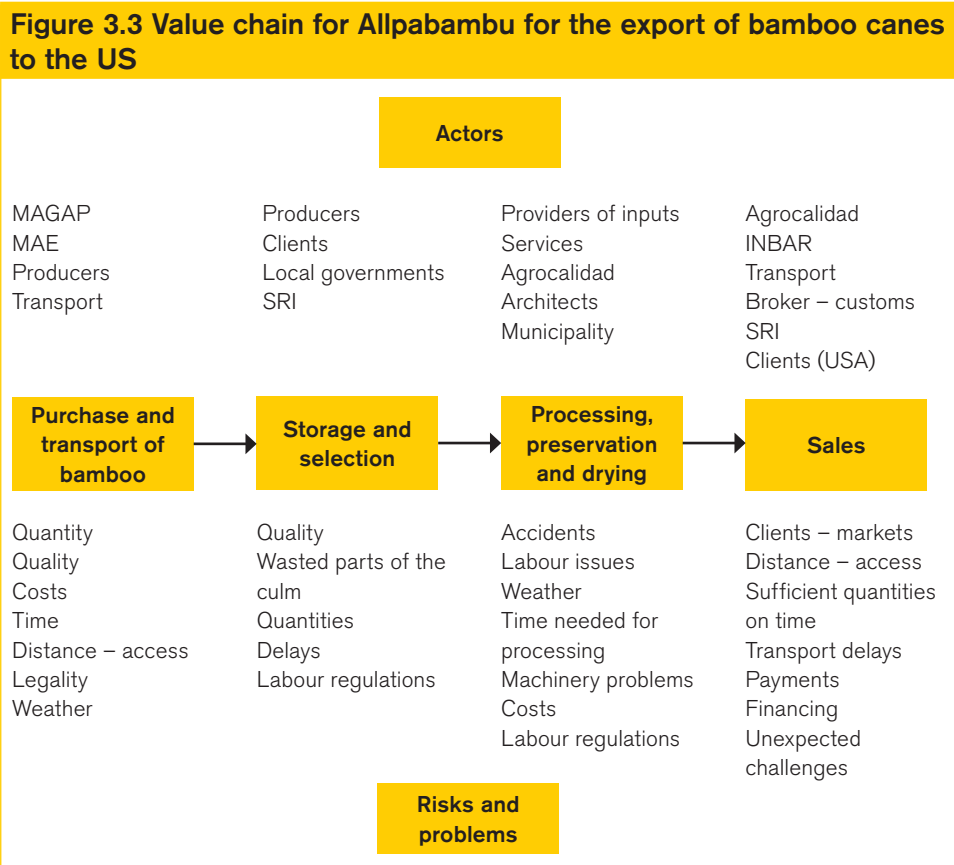 Figure 3.3 Value chain for Allpabambu for the export of bamboo canes
to the US
Actors
MAGAP
MAE
Producers
Transport
Producers
Clients
Local governments
SRI
Providers of inputs
Services
Agrocalidad
Architects
Municipality
Agrocalidad
INBAR
Transport
Broker – customs
SRI
Clients (USA)
Purchase and
transport of
bamboo
Storage and
selection
Processing,
preservation
and drying
Sales
Quantity
Quality
Costs
Time
Distance – access
Legality
Weather
Quality
Wasted parts of the
culm
Quantities
Delays
Labour regulations
Accidents
Labour issues
Weather
Time needed for
processing
Machinery problems
Costs
Labour regulations
Clients – markets
Distance – access
Sufficient quantities
on time
Transport delays
Payments
Financing
Unexpected
challenges
Risks and
problems